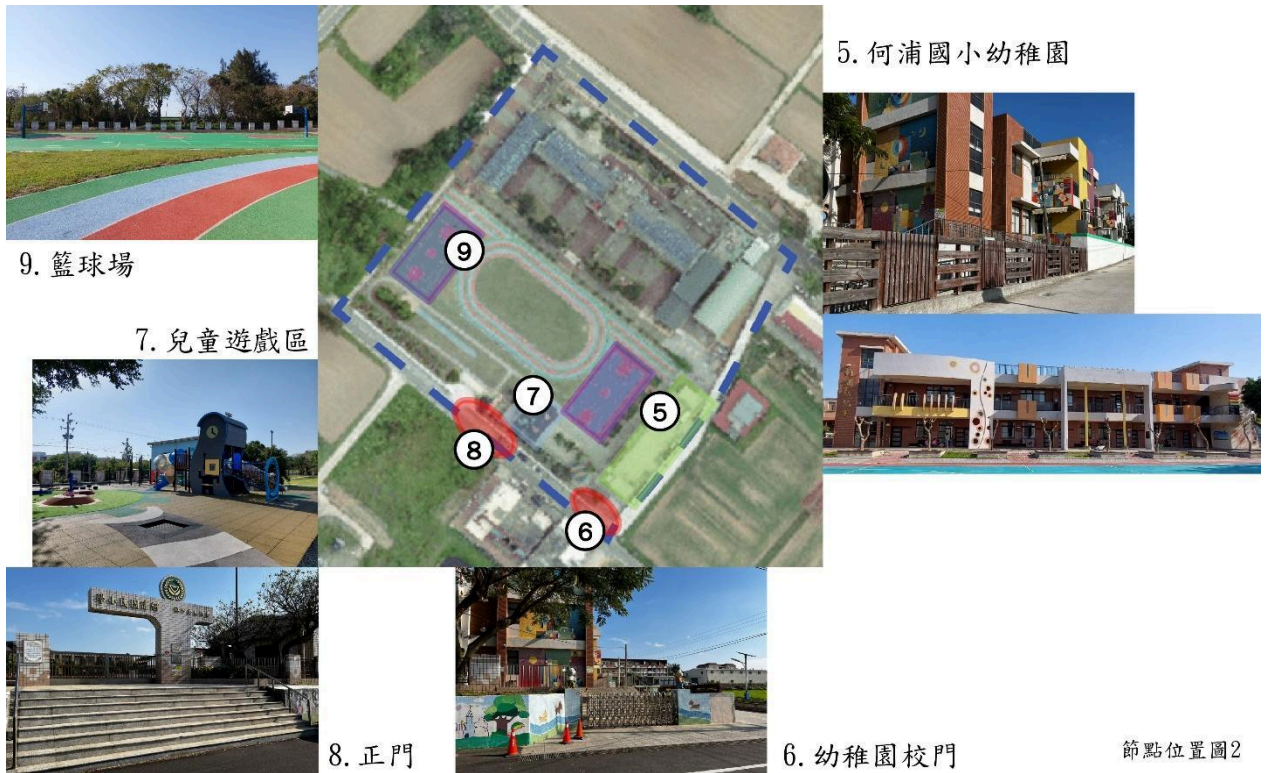 5. 何浦國小幼稚園
9. 籃球場
7. 兒童遊戲區
9
7
5
8
6
8. 正門
6. 幼稚園校門
節點位置圖2